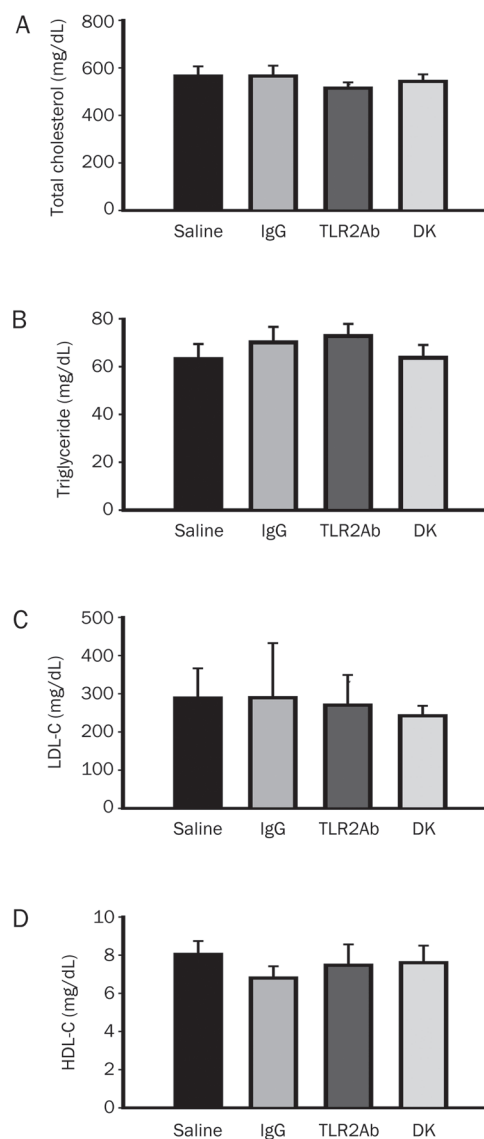 A
Total cholesterol (mg/dL)
800
600
400
200
0
Saline IgG TLR2Ab DK
B
Triglyceride (mg/dL)
80
60
40
20
0
Saline IgG TLR2Ab DK
C
LDL-C (mg/dL)
500
400
300
200
100
0
Saline IgG TLR2Ab DK
D
HDL-C (mg/dL)
10
8
6
4
2
0
Saline IgG TLR2Ab DK